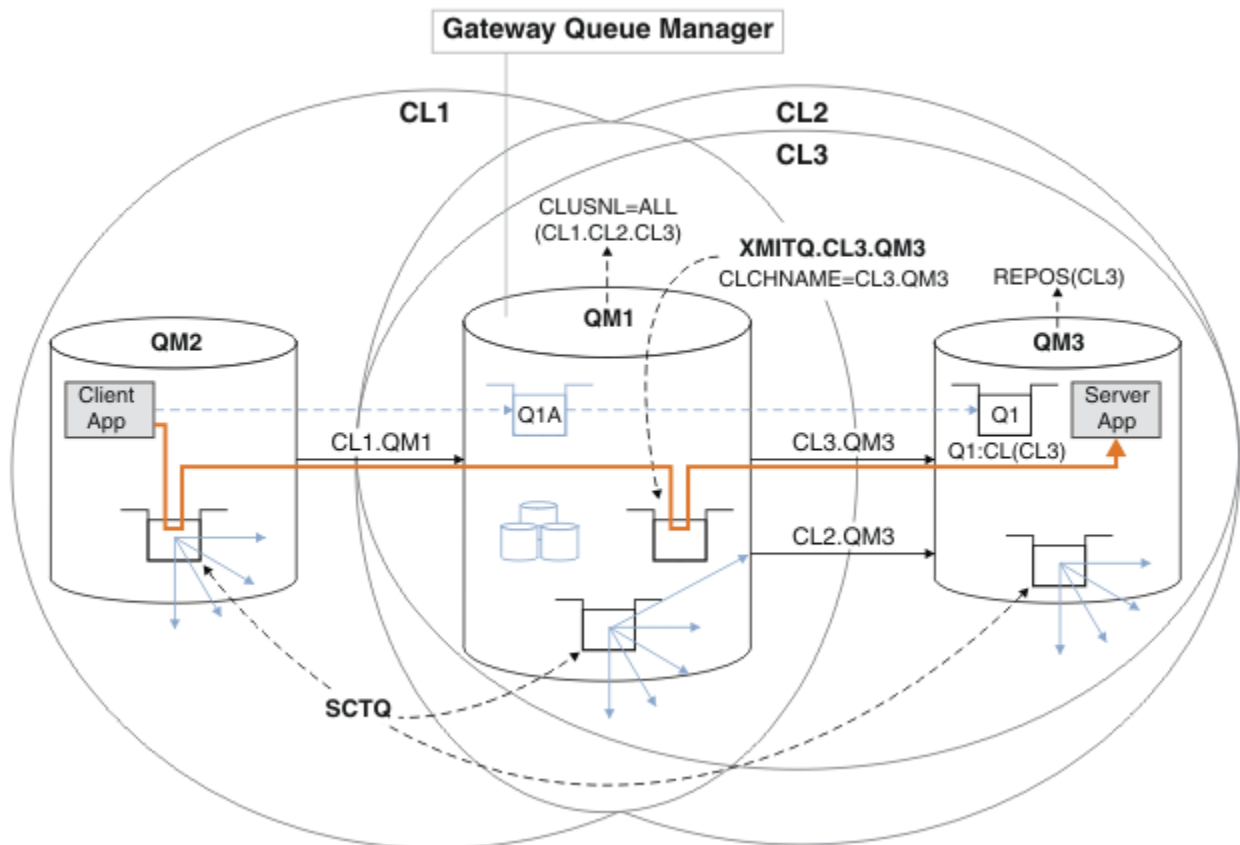 Gateway Queue Manager
CL1
CL2
CL3
CLUSNL=ALL
(CL1.CL2.CL3)
XMITQ.CL3.QM3
CLCHNAME=CL3.QM3
REPOS(CL3)
QM2
QM1
QM3
Client
App
Q1A
Q1
Server
App
CL1.QM1
CL3.QM3
Q1:CL(CL3)
CL2.QM3
SCTQ